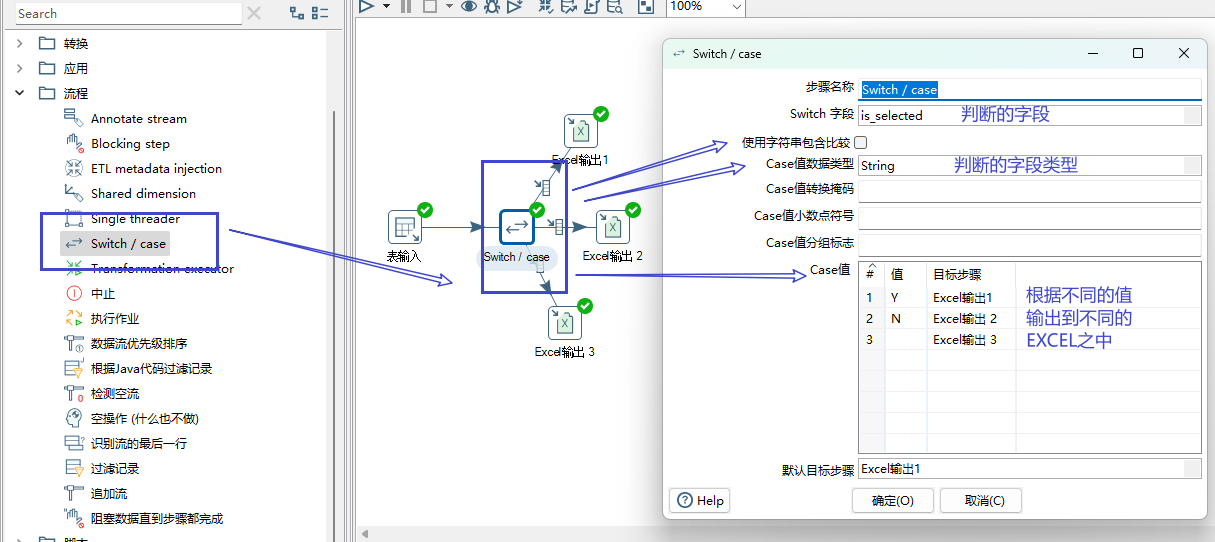 Search
转换
应用
流程
Annotate stream
Blocking step
ETL metadata injection
Shared dimension
Single threader
Switch / case
Transformation executor
中止
执行作业
数据流优先级排序
根据Java代码过滤记录
检测空流
空操作 (什么也不做)
识别流的最后一行
过滤记录
追加流
阻塞数据直到步骤都完成
脚本
100%
Excel输出1
表输入
Switch / case
Excel输出 2
Excel输出 3
Switch / case
步骤名称 Switch / case
Switch 字段 is_selected 判断的字段
使用字符串包含比较
Case值数据类型 String 判断的字段类型
Case值转换掩码
Case值小数点符号
Case值分组标志
Case值
# 值 目标步骤
1 Y Excel输出1 根据不同的值
2 N Excel输出 2 输出到不同的
3 Excel输出 3 EXCEL之中
默认目标步骤 Excel输出1
Help 确定(O) 取消(C)